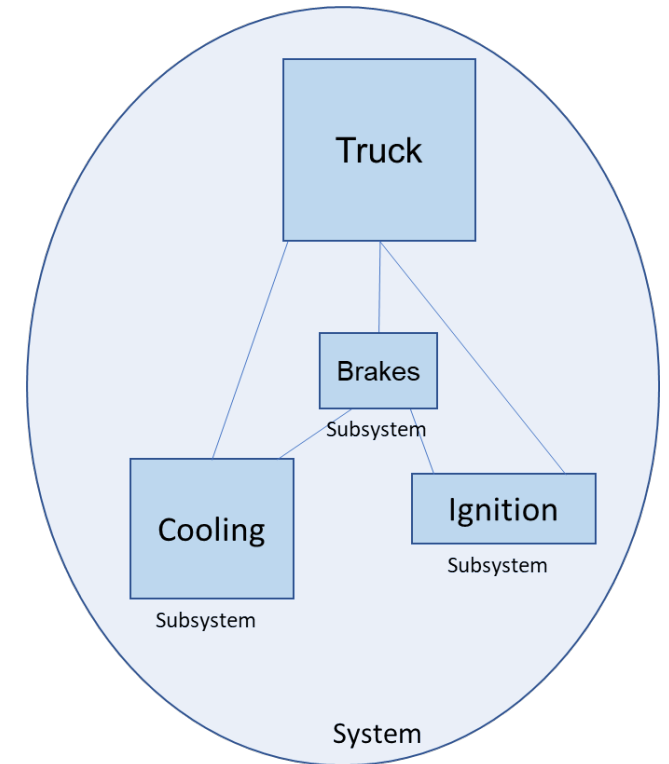 Truck
Brakes
Subsystem
Cooling
Subsystem
Ignition
Subsystem
System